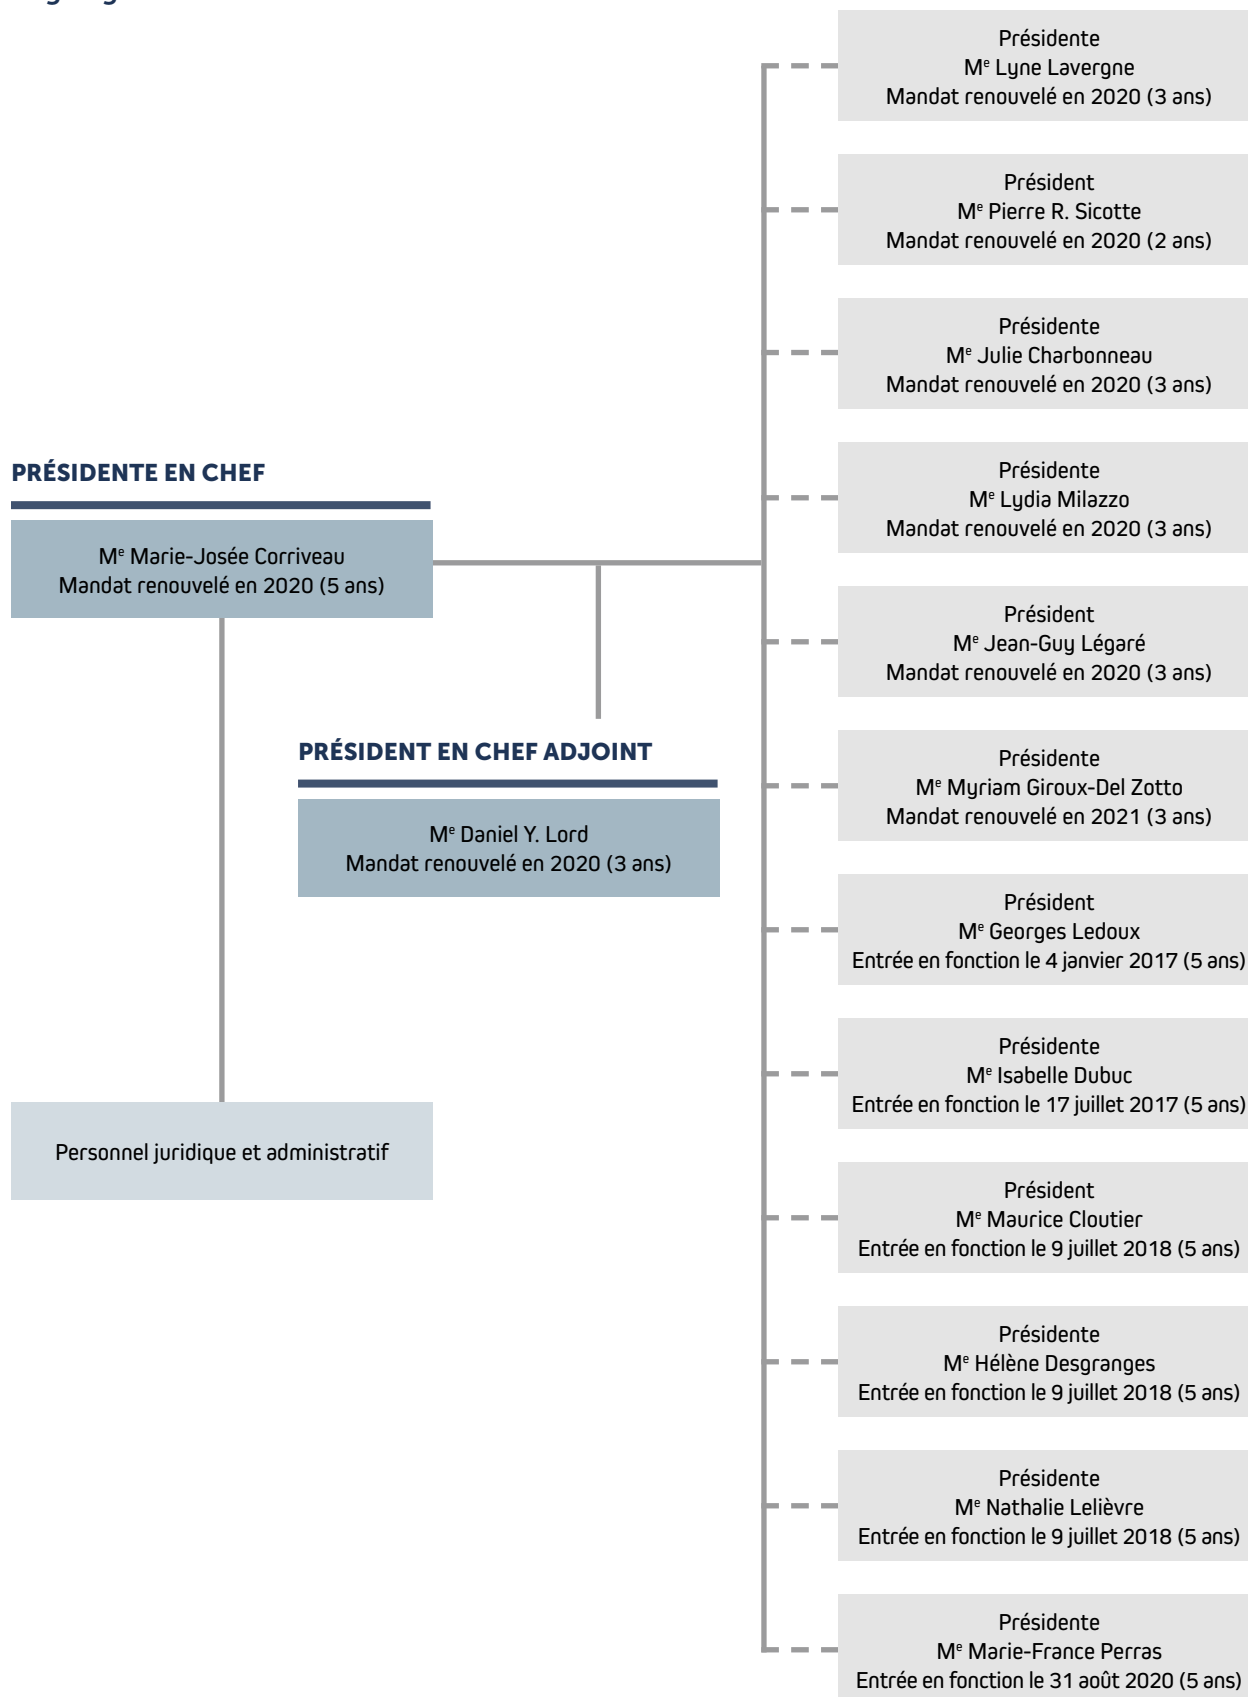 PRÉSIDENTE EN CHEF
Mᵉ Marie-Josée Corriveau
Mandat renouvelé en 2020 (5 ans)
PRÉSIDENT EN CHEF ADJOINT
Mᵉ Daniel Y. Lord
Mandat renouvelé en 2020 (3 ans)
Personnel juridique et administratif
Présidente
Mᵉ Lyne Lavergne
Mandat renouvelé en 2020 (3 ans)
Président
Mᵉ Pierre R. Sicotte
Mandat renouvelé en 2020 (2 ans)
Présidente
Mᵉ Julie Charbonneau
Mandat renouvelé en 2020 (3 ans)
Présidente
Mᵉ Lydia Milazzo
Mandat renouvelé en 2020 (3 ans)
Président
Mᵉ Jean-Guy Légaré
Mandat renouvelé en 2020 (3 ans)
Présidente
Mᵉ Myriam Giroux-Del Zotto
Mandat renouvelé en 2021 (3 ans)
Président
Mᵉ Georges Ledoux
Entrée en fonction le 4 janvier 2017 (5 ans)
Présidente
Mᵉ Isabelle Dubuc
Entrée en fonction le 17 juillet 2017 (5 ans)
Président
Mᵉ Maurice Cloutier
Entrée en fonction le 9 juillet 2018 (5 ans)
Présidente
Mᵉ Hélène Desgranges
Entrée en fonction le 9 juillet 2018 (5 ans)
Présidente
Mᵉ Nathalie Lelièvre
Entrée en fonction le 9 juillet 2018 (5 ans)
Présidente
Mᵉ Marie-France Perras
Entrée en fonction le 31 août 2020 (5 ans)